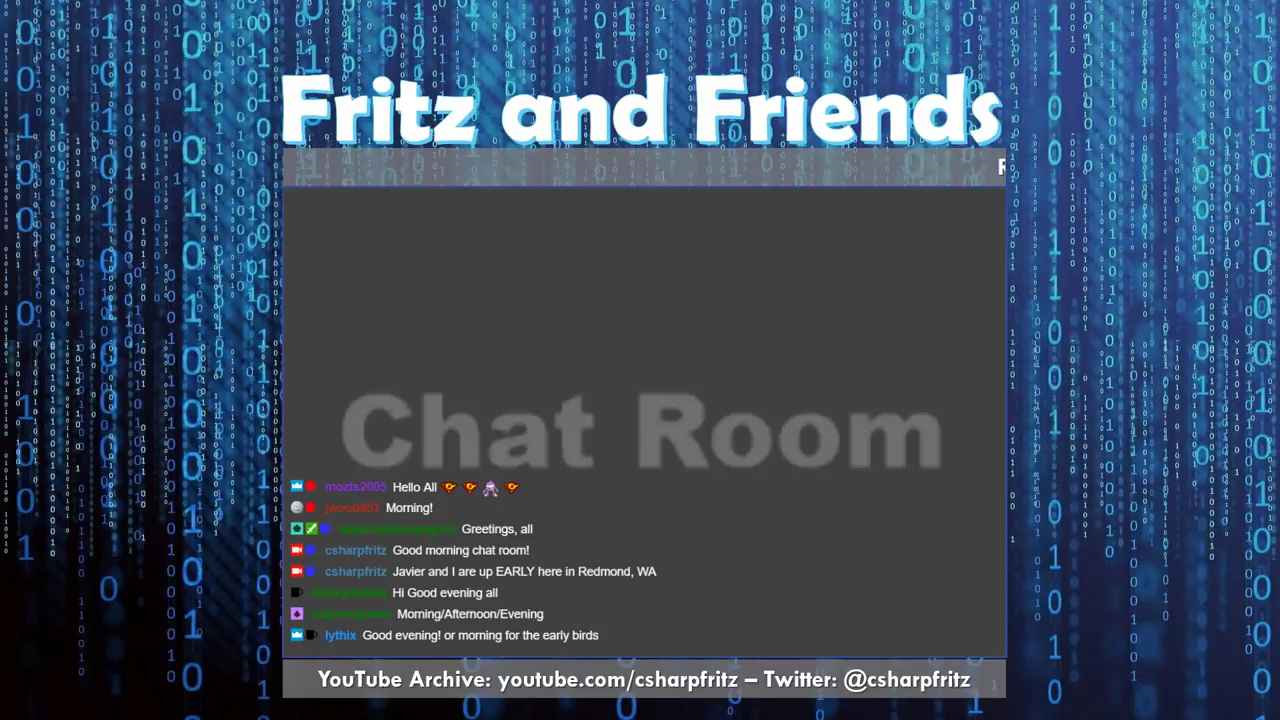 Fritz and Friends
Chat Room
mozts2005 Hello All
jwood803 Morning!
Greetings, all
csharpfritz Good morning chat room!
csharpfritz Javier and I are up EARLY here in Redmond, WA
Hi Good evening all
Morning/Afternoon/Evening
lythix Good evening! or morning for the early birds
YouTube Archive: youtube.com/csharpfritz – Twitter: @csharpfritz